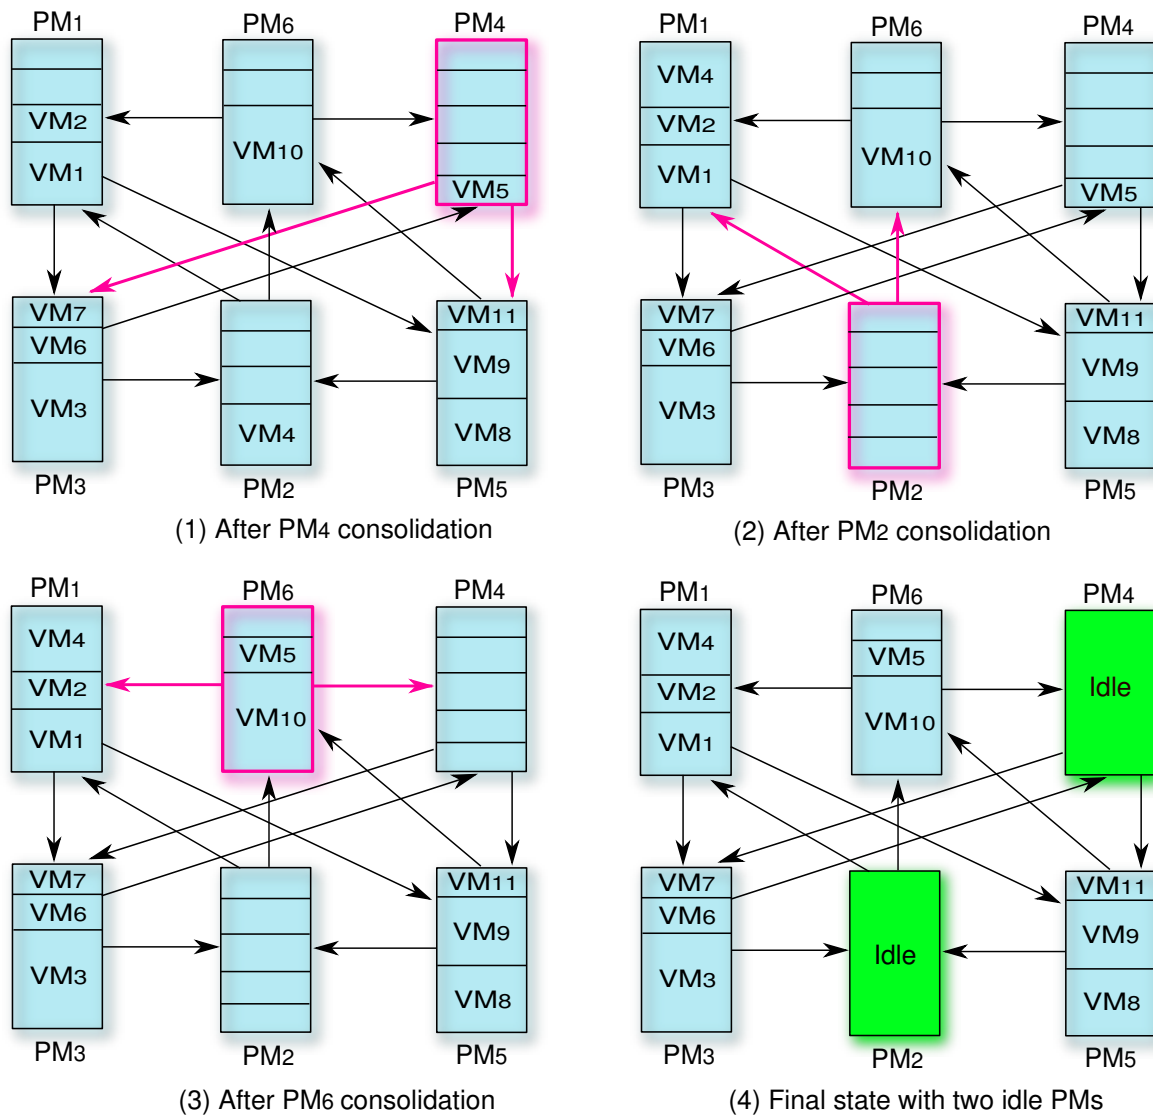 PM1 PM6 PM4
VM2
VM1
VM10
VM5
VM7
VM6
VM3
VM4
VM11
VM9
VM8
PM3 PM2 PM5
(1) After PM4 consolidation
PM1 PM6 PM4
VM4
VM2
VM1
VM10
VM5
VM7
VM6
VM3
VM11
VM9
VM8
PM3 PM2 PM5
(2) After PM2 consolidation
PM1 PM6 PM4
VM4
VM2
VM1
VM5
VM10
VM7
VM6
VM3
VM11
VM9
VM8
PM3 PM2 PM5
(3) After PM6 consolidation
PM1 PM6 PM4
VM4
VM2
VM1
VM5
VM10
Idle
VM7
VM6
VM3
Idle
VM11
VM9
VM8
PM3 PM2 PM5
(4) Final state with two idle PMs